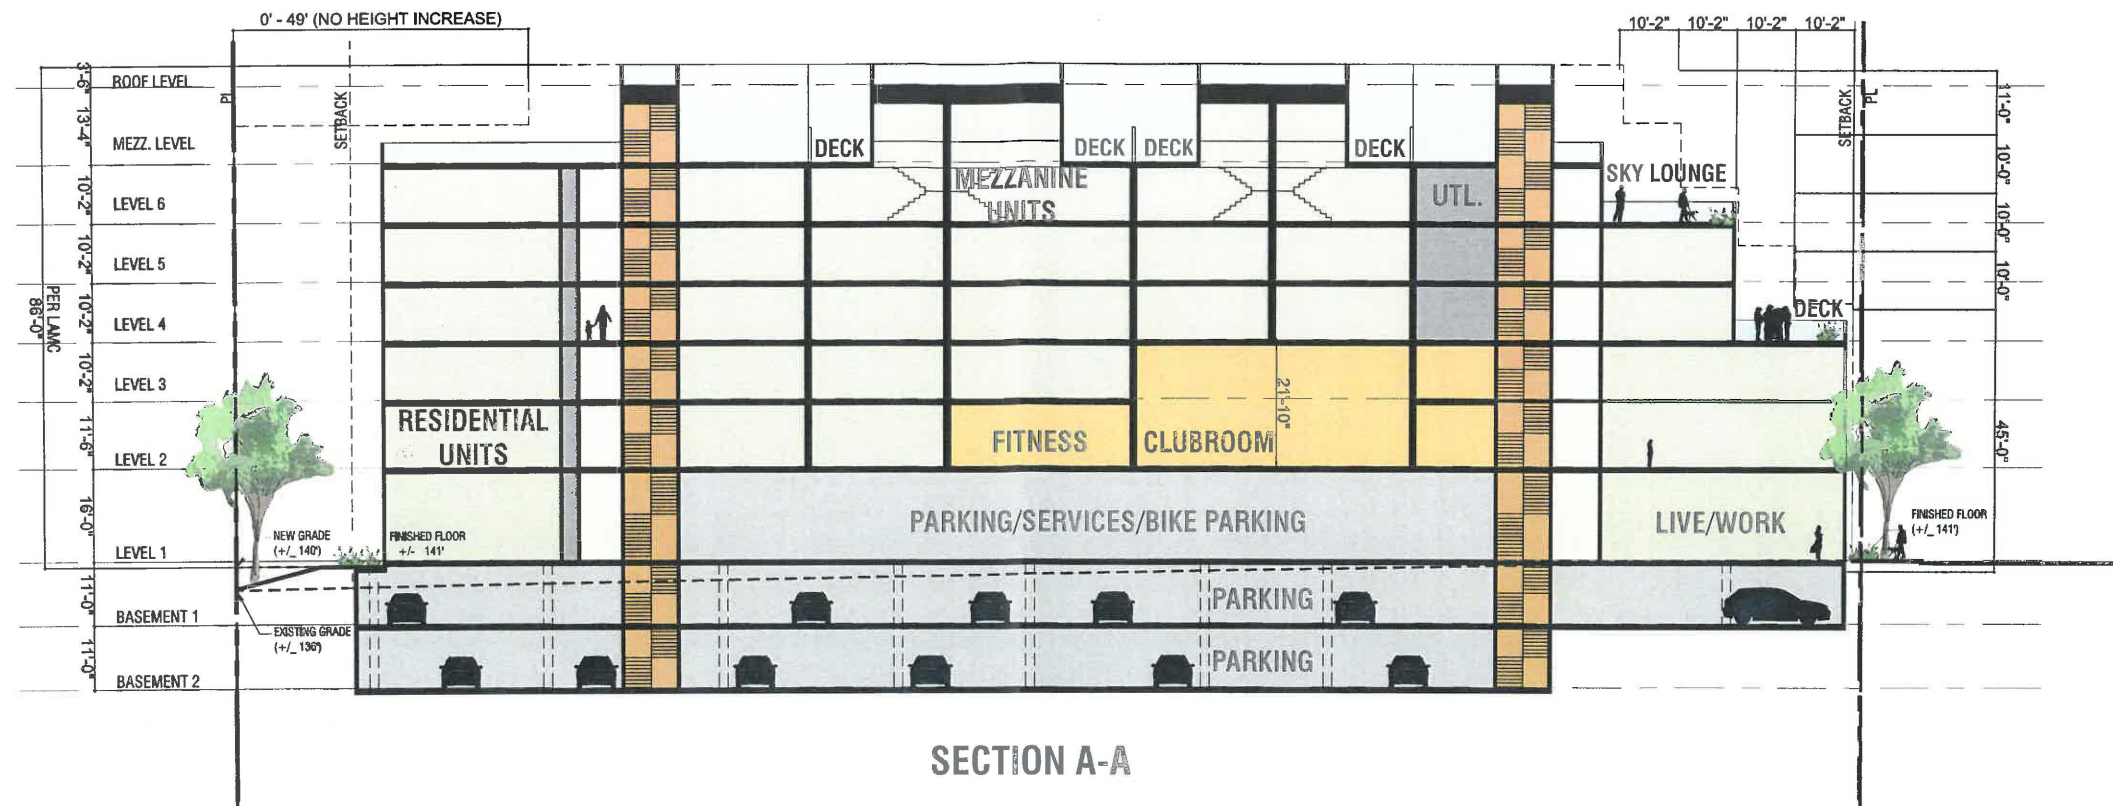 0' - 49' (NO HEIGHT INCREASE)
10'-2" 10'-2" 10'-2" 10'-2"
3'-6"
ROOF LEVEL
PL
SETBACK
SETBACK
PL
11'-0"
13'-4"
MEZZ. LEVEL
DECK
DECK
DECK
DECK
10'-0"
10'-2"
LEVEL 6
MEZZANINE
UNITS
UTL.
SKY LOUNGE
10'-0"
10'-2"
LEVEL 5
10'-0"
PER LAMC
86'-0"
10'-2"
LEVEL 4
DECK
10'-2"
LEVEL 3
21'-10"
11'-6"
LEVEL 2
RESIDENTIAL
UNITS
FITNESS
CLUBROOM
45'-0"
16'-0"
LEVEL 1
NEW GRADE
(+/_ 140')
FINISHED FLOOR
+/- 141'
PARKING/SERVICES/BIKE PARKING
LIVE/WORK
FINISHED FLOOR
(+/_ 141')
11'-0"
BASEMENT 1
PARKING
EXISTING GRADE
(+/_ 136')
11'-0"
BASEMENT 2
PARKING
SECTION A-A